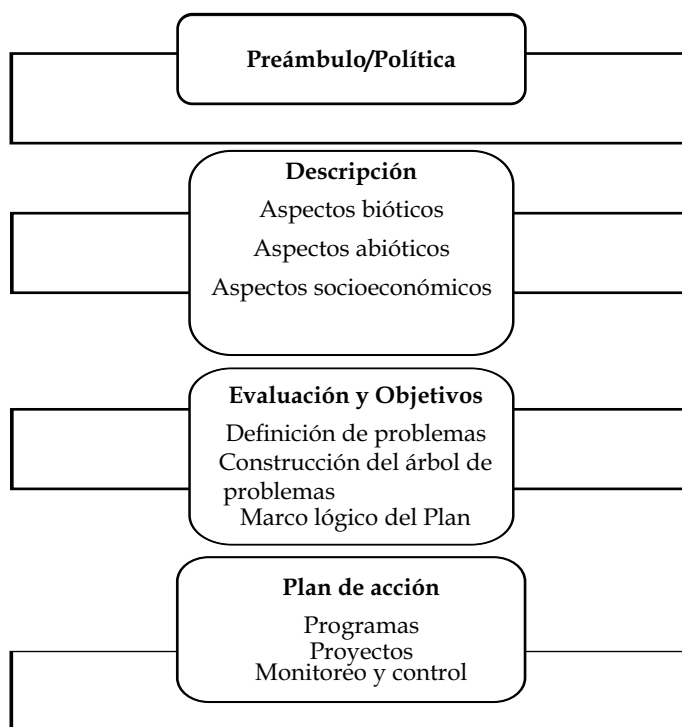 Preámbulo/Política
Descripción
Aspectos bióticos
Aspectos abióticos
Aspectos socioeconómicos
Evaluación y Objetivos
Definición de problemas
Construcción del árbol de
problemas
Marco lógico del Plan
Plan de acción
Programas
Proyectos
Monitoreo y control